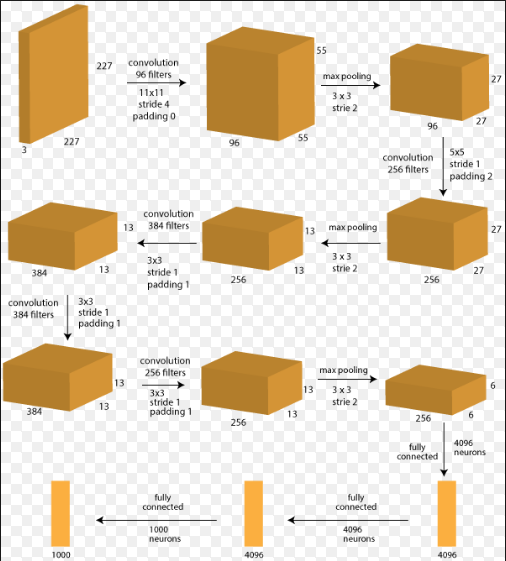 227
227
3
convolution
96 filters
11x11
stride 4
padding 0
55
55
96
max pooling
3 x 3
strie 2
27
27
96
convolution
256 filters
5x5
stride 1
padding 2
27
27
256
max pooling
3 x 3
strie 2
13
13
256
convolution
384 filters
3x3
stride 1
padding 1
13
13
384
convolution
384 filters
3x3
stride 1
padding 1
13
13
384
convolution
256 filters
3x3
stride 1
padding 1
13
13
256
max pooling
3 x 3
strie 2
6
6
256
fully
connected
4096
neurons
4096
fully
connected
4096
neurons
4096
fully
connected
1000
neurons
1000